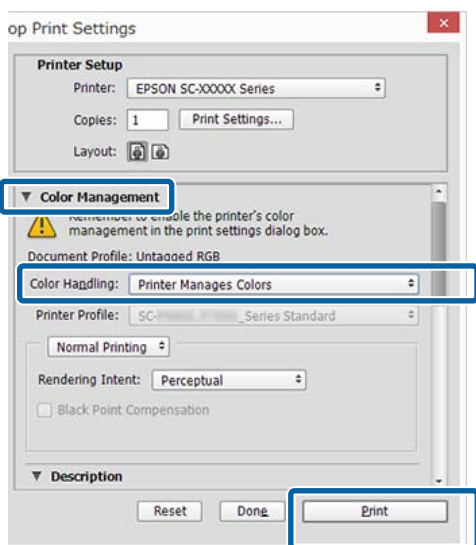 op Print Settings
Printer Setup
Printer: EPSON SC-XXXXX Series
Copies: 1 Print Settings...
Layout:
Color Management
Remember to enable the printer's color
management in the print settings dialog box.
Document Profile: Untagged RGB
Color Handling: Printer Manages Colors
Printer Profile: SC- _Series Standard
Normal Printing
Rendering Intent: Perceptual
Black Point Compensation
Description
Reset Done Print